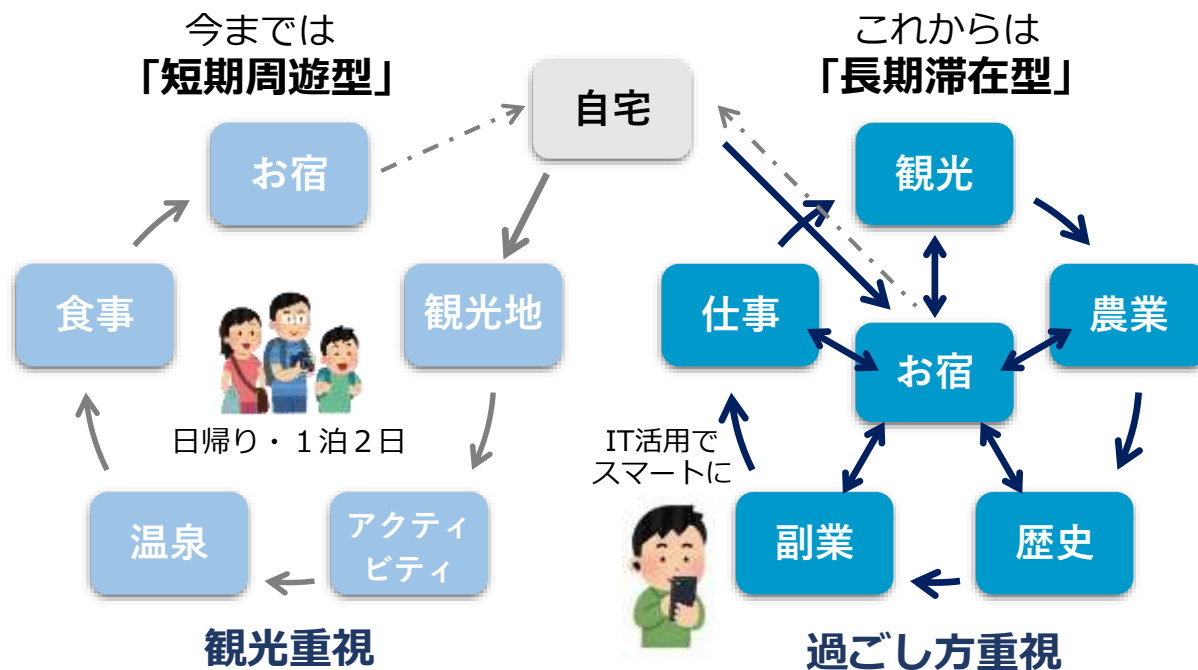 今までは
「短期周遊型」
自宅
お宿
観光地
食事
日帰り・１泊２日
アクティ
ビティ
温泉
観光重視
これからは
「長期滞在型」
観光
仕事
農業
お宿
IT活用で
スマートに
副業
歴史
過ごし方重視